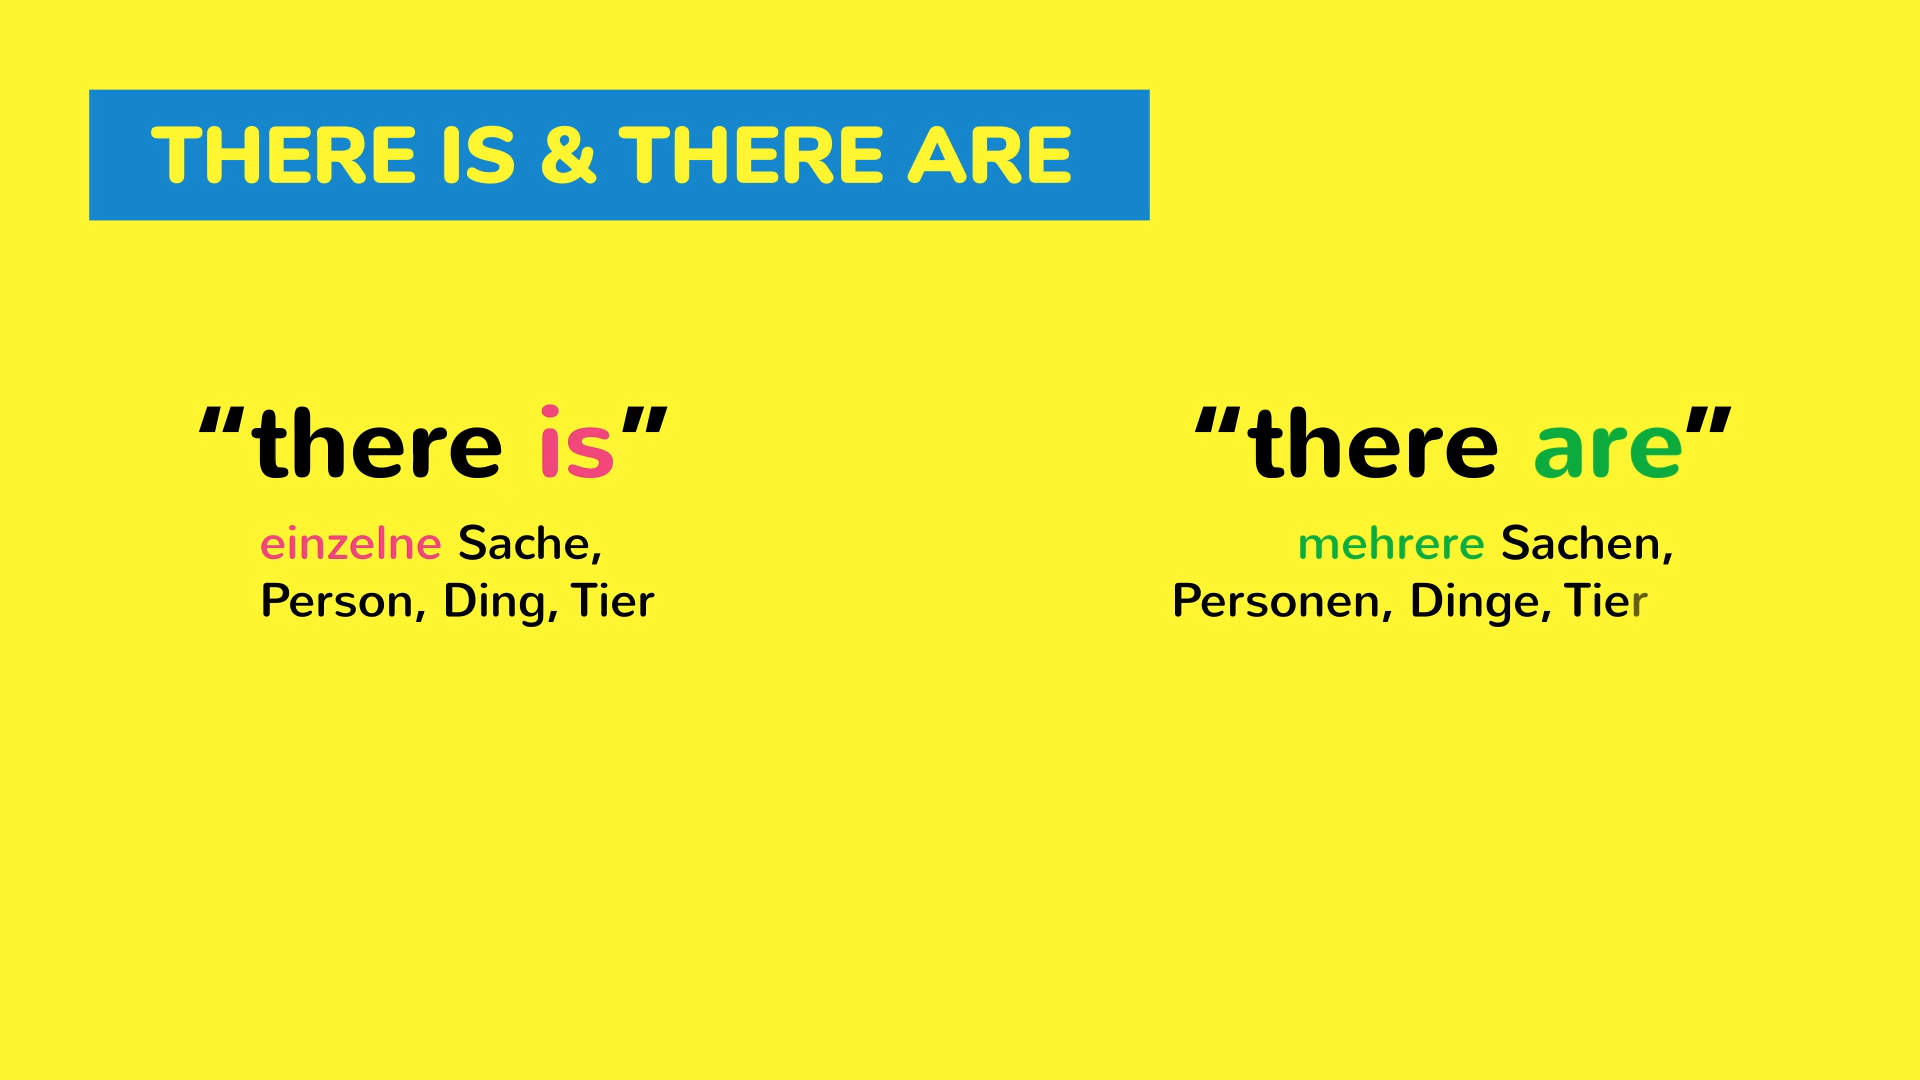 THERE IS & THERE ARE
“there is”
einzelne Sache,
Person, Ding, Tier
“there are”
mehrere Sachen,
Personen, Dinge, Tier